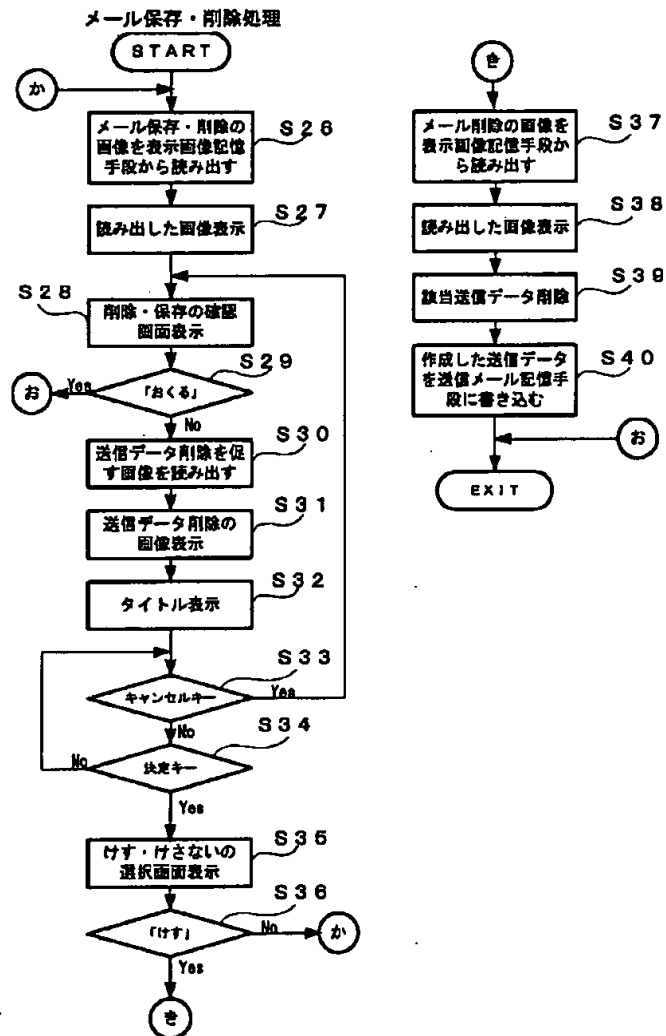 メール保存・削除処理
START
か
メール保存・削除の
画像を表示画像記憶
手段から読み出す
S26
読み出した画像表示
S27
S28
削除・保存の確認
画面表示
S29
お
Yes
「おくる」
No
送信データ削除を促
す画像を読み出す
S30
送信データ削除の
画像表示
S31
タイトル表示
S32
S33
キャンセルキー
Yes
No
S34
No
決定キー
Yes
けす・けさないの
選択画面表示
S35
S36
「けす」
No
か
Yes
き
き
メール削除の画像を
表示画像記憶手段か
ら読み出す
S37
読み出した画像表示
S38
該当送信データ削除
S39
作成した送信データ
を送信メール記憶手
段に書き込む
S40
お
EXIT